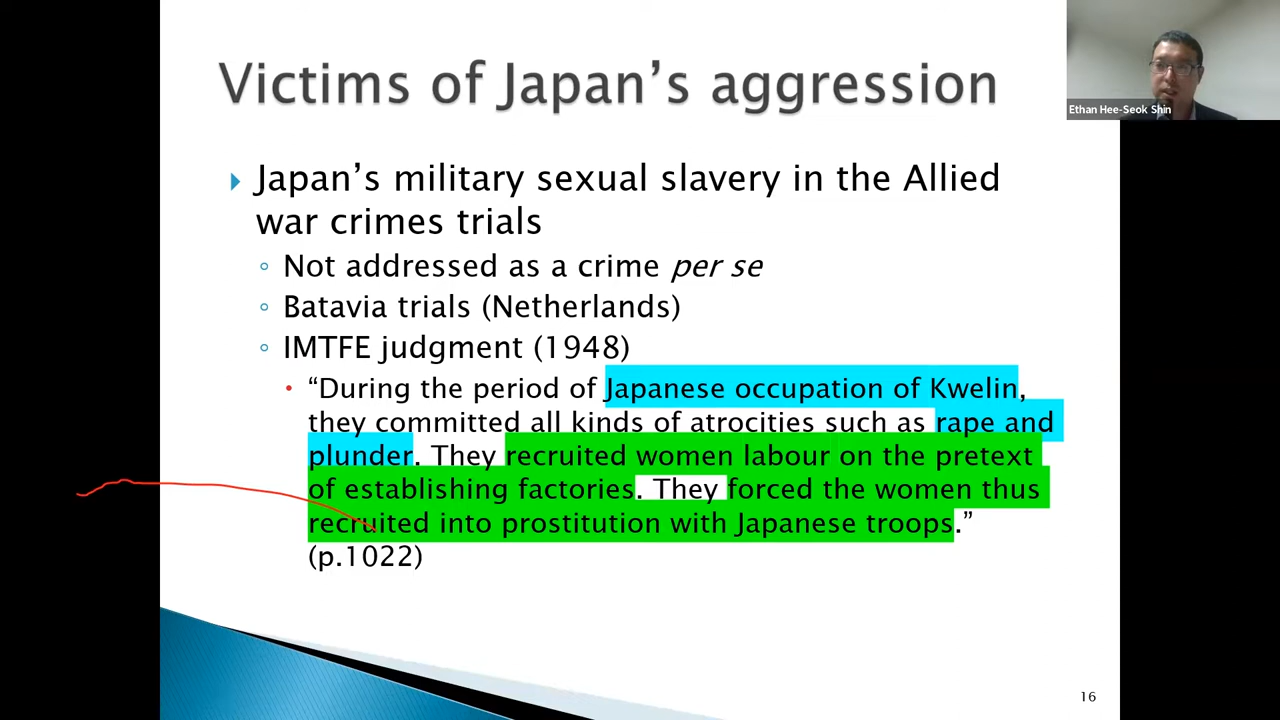 Victims of Japan's aggression
Ethan Hee-Seok Shin
Japan's military sexual slavery in the Allied
war crimes trials
Not addressed as a crime per se
Batavia trials (Netherlands)
IMTFE judgment (1948)
“During the period of Japanese occupation of Kwelin,
they committed all kinds of atrocities such as rape and
plunder. They recruited women labour on the pretext
of establishing factories. They forced the women thus
recruited into prostitution with Japanese troops.”
(p.1022)
16